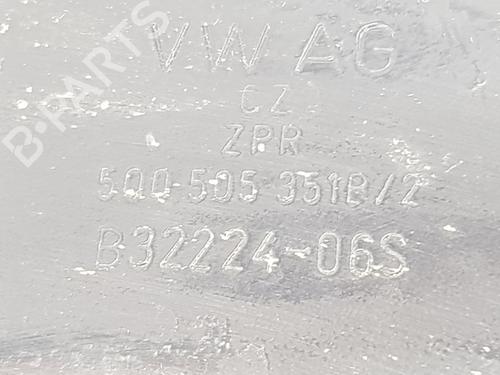 B-PARTS
VW AG
CZ
ZPR
5Q0 505 351B/2
B32224-06S